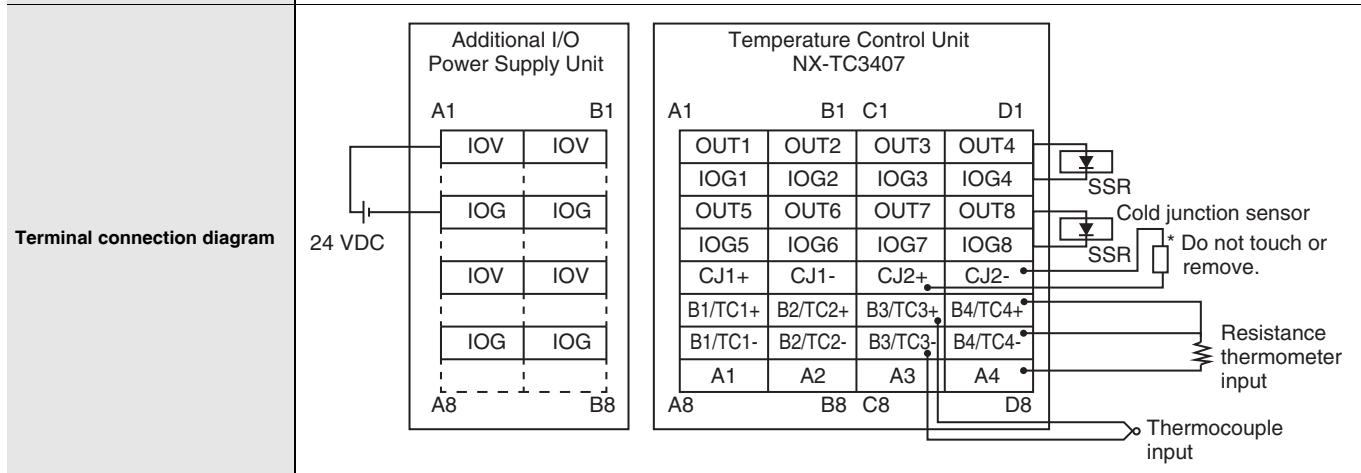 Terminal connection diagram
Additional I/O
Power Supply Unit
A1 B1
IOV IOV
IOG IOG
IOV IOV
IOG IOG
A8 B8
24 VDC
Temperature Control Unit
NX-TC3407
A1 B1 C1 D1
OUT1 OUT2 OUT3 OUT4
IOG1 IOG2 IOG3 IOG4
OUT5 OUT6 OUT7 OUT8
IOG5 IOG6 IOG7 IOG8
CJ1+ CJ1- CJ2+ CJ2-
B1/TC1+ B2/TC2+ B3/TC3+ B4/TC4+
B1/TC1- B2/TC2- B3/TC3- B4/TC4-
A1 A2 A3 A4
A8 B8 C8 D8
SSR
SSR
Cold junction sensor
* Do not touch or
remove.
Resistance
thermometer
input
Thermocouple
input